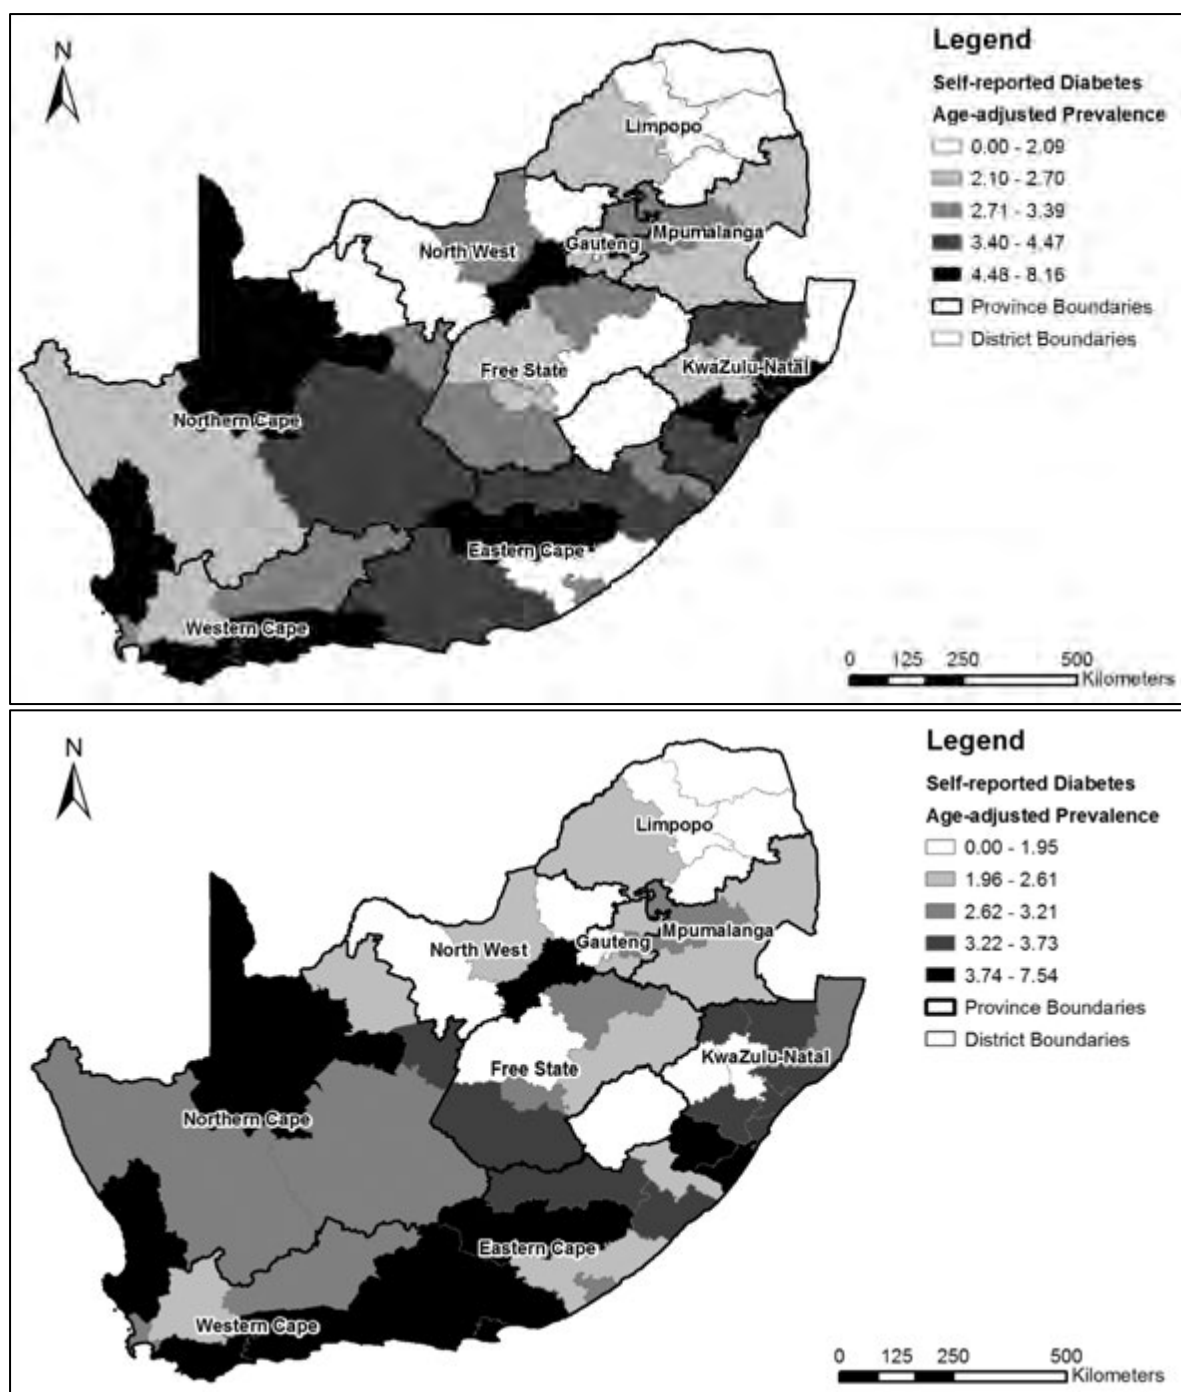 N
Legend
Self-reported Diabetes
Age-adjusted Prevalence
0.00 - 2.09
2.10 - 2.70
2.71 - 3.39
3.40 - 4.47
4.48 - 8.16
Province Boundaries
District Boundaries
Limpopo
North West
Gauteng
Mpumalanga
Free State
KwaZulu-Natal
Northern Cape
Eastern Cape
Western Cape
0 125 250 500
Kilometers
N
Legend
Self-reported Diabetes
Age-adjusted Prevalence
0.00 - 1.95
1.96 - 2.61
2.62 - 3.21
3.22 - 3.73
3.74 - 7.54
Province Boundaries
District Boundaries
Limpopo
North West
Gauteng
Mpumalanga
Free State
KwaZulu-Natal
Northern Cape
Eastern Cape
Western Cape
0 125 250 500
Kilometers